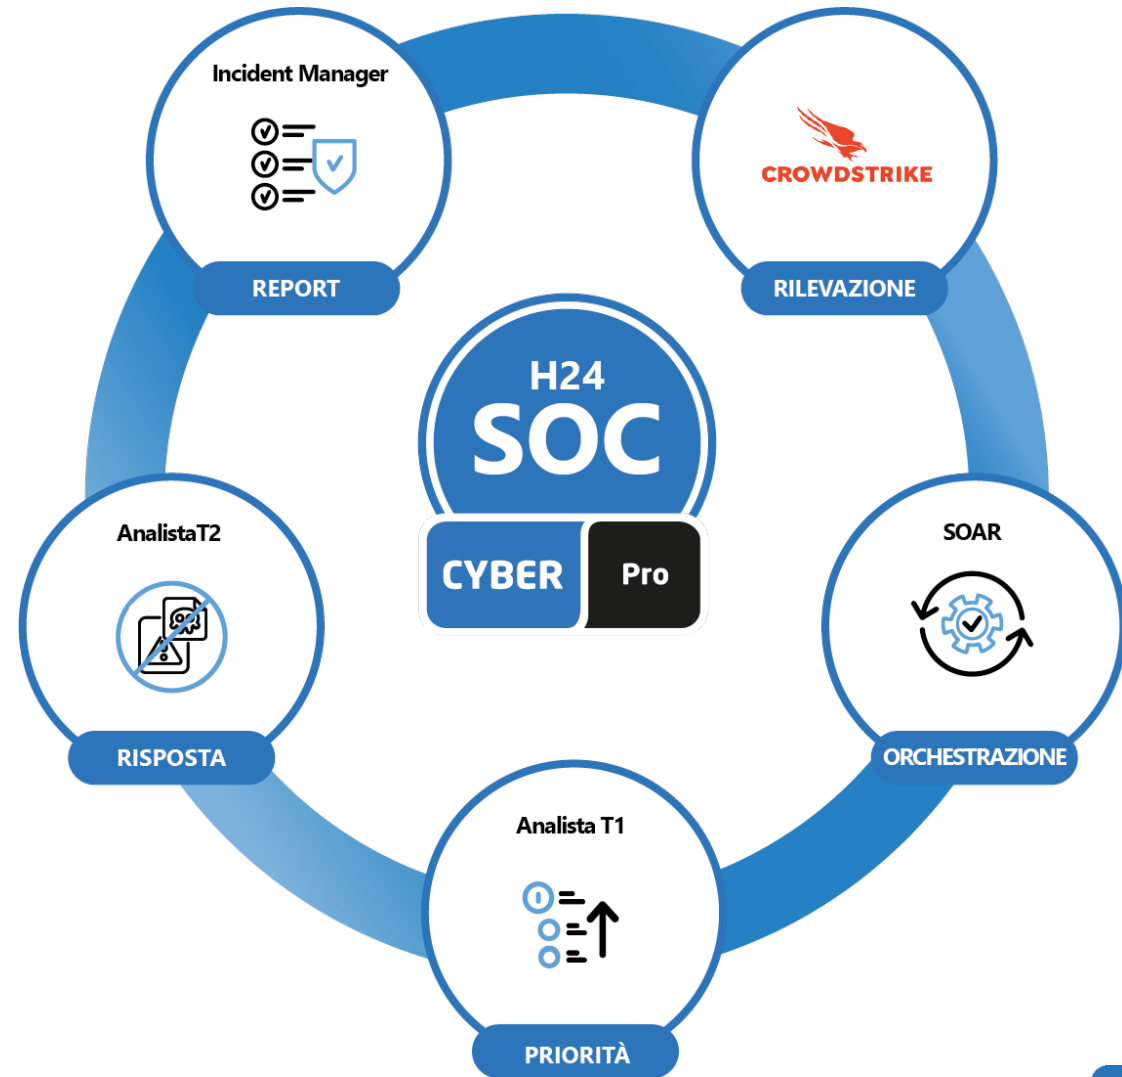 Incident Manager
REPORT
CROWDSTRIKE
RILEVAZIONE
H24
SOC
CYBER Pro
AnalistaT2
RISPOSTA
SOAR
ORCHESTRAZIONE
Analista T1
PRIORITÀ